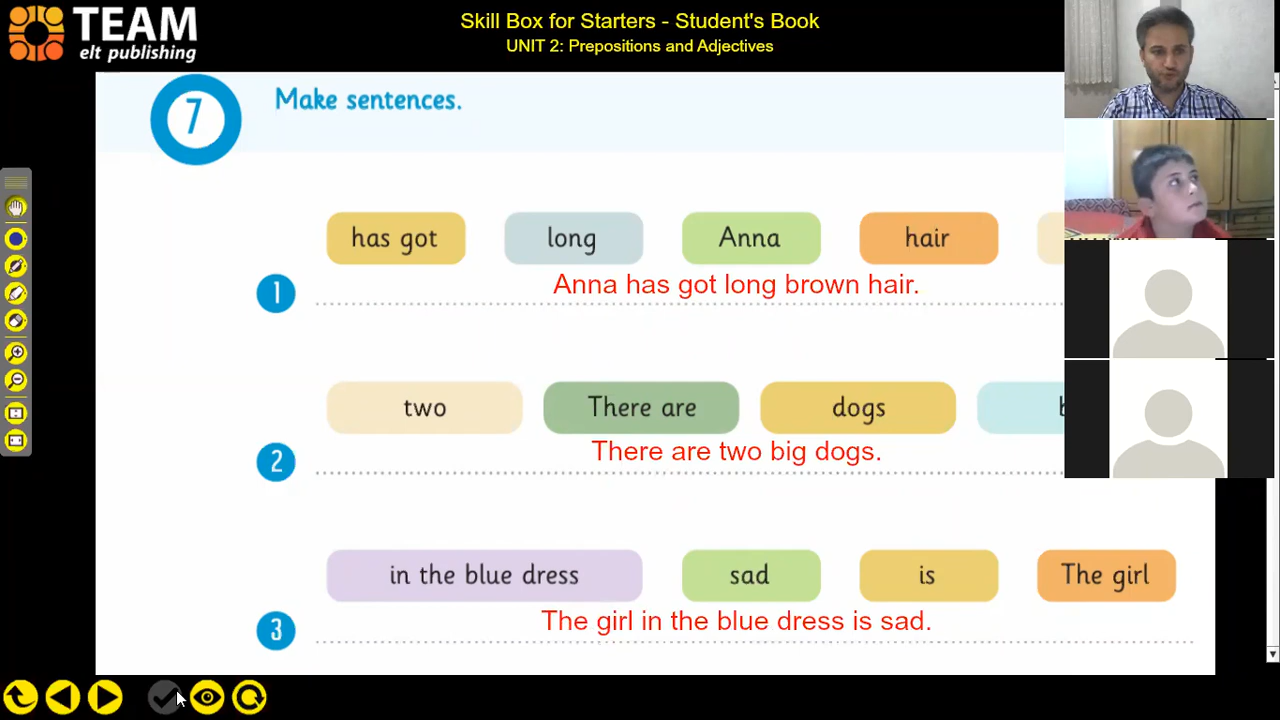 TEAM
elt publishing
Skill Box for Starters - Student's Book
UNIT 2: Prepositions and Adjectives
7 Make sentences.
has got long Anna hair
1 Anna has got long brown hair.
two There are dogs
2 There are two big dogs.
in the blue dress sad is The girl
3 The girl in the blue dress is sad.